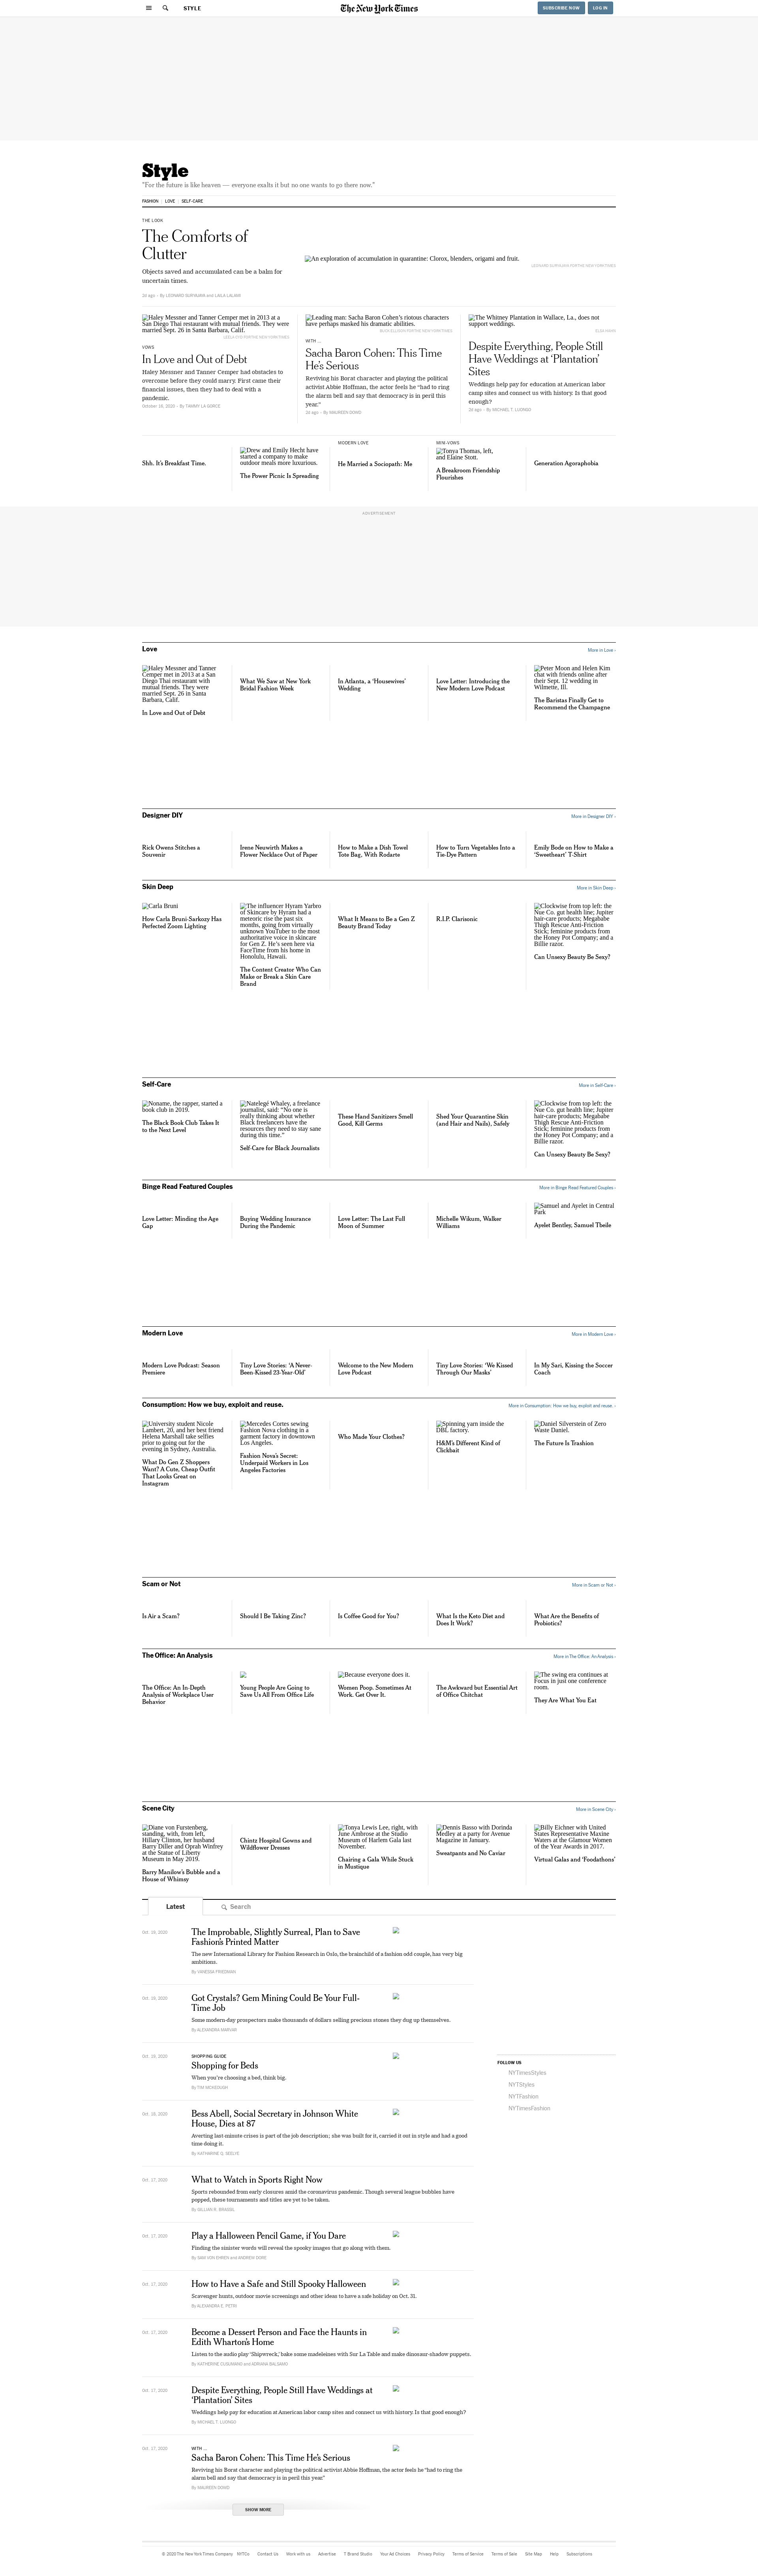 STYLE
The New York Times
SUBSCRIBE NOW
LOG IN
Style
"For the future is like heaven — everyone exalts it but no one wants to go there now."
FASHION | LOVE | SELF-CARE
THE LOOK
The Comforts of
Clutter
Objects saved and accumulated can be a balm for
uncertain times.
2d ago · By LEONARD SURYAJAYA and LAILA LALAMI
An exploration of accumulation in quarantine: Clorox, blenders, origami and fruit.
LEONARD SURYAJAYA FOR THE NEW YORK TIMES
Haley Messner and Tanner Cemper met in 2013 at a
San Diego Thai restaurant with mutual friends. They were
married Sept. 26 in Santa Barbara, Calif.
VOWS
In Love and Out of Debt
Haley Messner and Tanner Cemper had obstacles to
overcome before they could marry. First came their
financial issues, then they had to deal with a
pandemic.
October 16, 2020 · By TAMMY LA GORCE
Leading man: Sacha Baron Cohen's riotous characters
have perhaps masked his dramatic abilities.
WITH ...
Sacha Baron Cohen: This Time
He's Serious
Reviving his Borat character and playing the political
activist Abbie Hoffman, the actor feels he "had to ring
the alarm bell and say that democracy is in peril this
year."
2d ago · By MAUREEN DOWD
The Whitney Plantation in Wallace, La., does not
support weddings.
Despite Everything, People Still
Have Weddings at 'Plantation'
Sites
Weddings help pay for education at American labor
camp sites and connect us with history. Is that good
enough?
2d ago · By MICHAEL T. LUONGO
Shh. It's Breakfast Time.
Drew and Emily Hecht have
started a company to make
outdoor meals more luxurious.
The Power Picnic Is Spreading
MODERN LOVE
He Married a Sociopath: Me
MINI-VOWS
Tonya Thomas, left,
and Elaine Stott.
A Breakroom Friendship
Flourishes
Generation Agoraphobia
ADVERTISEMENT
Love
More in Love ›
Haley Messner and Tanner
Cemper met in 2013 at a San
Diego Thai restaurant with
mutual friends. They were
married Sept. 26 in Santa
Barbara, Calif.
In Love and Out of Debt
What We Saw at New York
Bridal Fashion Week
In Atlanta, a 'Housewives'
Wedding
Love Letter: Introducing the
New Modern Love Podcast
Peter Moon and Helen Kim
chat with friends online after
their Sept. 12 wedding in
Wilmette, Ill.
The Baristas Finally Get to
Recommend the Champagne
Designer DIY
More in Designer DIY ›
Rick Owens Stitches a
Souvenir
Irene Neuwirth Makes a
Flower Necklace Out of Paper
How to Make a Dish Towel
Tote Bag, With Rodarte
How to Turn Vegetables Into a
Tie-Dye Pattern
Emily Bode on How to Make a
'Sweetheart' T-Shirt
Skin Deep
More in Skin Deep ›
Carla Bruni
How Carla Bruni-Sarkozy Has
Perfected Zoom Lighting
The influencer Hyram Yarbro
of Skincare by Hyram had a
meteroic rise the past six
months, going from virtually
unknown YouTuber to the most
authoritative voice in skincare
for Gen Z. He's seen here via
FaceTime from his home in
Honolulu, Hawaii.
The Content Creator Who Can
Make or Break a Skin Care
Brand
What It Means to Be a Gen Z
Beauty Brand Today
R.I.P. Clarisonic
Clockwise from top left: the
Nue Co. gut health line; Jupiter
hair-care products; Megababe
Thigh Rescue Anti-Friction
Stick; feminine products from
the Honey Pot Company; and a
Billie razor.
Can Unsexy Beauty Be Sexy?
Self-Care
More in Self-Care ›
Noname, the rapper, started a
book club in 2019.
The Black Book Club Takes It
to the Next Level
Natelegé Whaley, a freelance
journalist, said: "No one is
really thinking about whether
Black freelancers have the
resources they need to stay sane
during this time."
Self-Care for Black Journalists
These Hand Sanitizers Smell
Good, Kill Germs
Shed Your Quarantine Skin
(and Hair and Nails), Safely
Clockwise from top left: the
Nue Co. gut health line; Jupiter
hair-care products; Megababe
Thigh Rescue Anti-Friction
Stick; feminine products from
the Honey Pot Company; and a
Billie razor.
Can Unsexy Beauty Be Sexy?
Binge Read Featured Couples
More in Binge Read Featured Couples ›
Love Letter: Minding the Age
Gap
Buying Wedding Insurance
During the Pandemic
Love Letter: The Last Full
Moon of Summer
Michelle Wikum, Walker
Williams
Samuel and Ayelet in Central
Park
Ayelet Bentley, Samuel Tbeile
Modern Love
More in Modern Love ›
Modern Love Podcast: Season
Premiere
Tiny Love Stories: 'A Never-
Been-Kissed 23-Year-Old'
Welcome to the New Modern
Love Podcast
Tiny Love Stories: 'We Kissed
Through Our Masks'
In My Sari, Kissing the Soccer
Coach
Consumption: How we buy, exploit and reuse.
More in Consumption: How we buy, exploit and reuse. ›
University student Nicole
Lambert, 20, and her best friend
Helena Marshall take selfies
prior to going out for the
evening in Sydney, Australia.
What Do Gen Z Shoppers
Want? A Cute, Cheap Outfit
That Looks Great on
Instagram
Mercedes Cortes sewing
Fashion Nova clothing in a
garment factory in downtown
Los Angeles.
Fashion Nova's Secret:
Underpaid Workers in Los
Angeles Factories
Who Made Your Clothes?
Spinning yarn inside the
DBL factory.
H&M's Different Kind of
Clickbait
Daniel Silverstein of Zero
Waste Daniel.
The Future Is Trashion
Scam or Not
More in Scam or Not ›
Is Air a Scam?
Should I Be Taking Zinc?
Is Coffee Good for You?
What Is the Keto Diet and
Does It Work?
What Are the Benefits of
Probiotics?
The Office: An Analysis
More in The Office: An Analysis ›
The Office: An In-Depth
Analysis of Workplace User
Behavior
Young People Are Going to
Save Us All From Office Life
Because everyone does it.
Women Poop. Sometimes At
Work. Get Over It.
The Awkward but Essential Art
of Office Chitchat
The swing era continues at
Focus in just one conference
room.
They Are What You Eat
Scene City
More in Scene City ›
Diane von Furstenberg,
standing, with, from left,
Hillary Clinton, her husband
Barry Diller and Oprah Winfrey
at the Statue of Liberty
Museum in May 2019.
Barry Manilow's Bubble and a
House of Whimsy
Chintz Hospital Gowns and
Wildflower Dresses
Tonya Lewis Lee, right, with
June Ambrose at the Studio
Museum of Harlem Gala last
November.
Chairing a Gala While Stuck
in Mustique
Dennis Basso with Dorinda
Medley at a party for Avenue
Magazine in January.
Sweatpants and No Caviar
Billy Eichner with United
States Representative Maxine
Waters at the Glamour Women
of the Year Awards in 2017.
Virtual Galas and 'Foodathons'
Latest
Search
Oct. 19, 2020
The Improbable, Slightly Surreal, Plan to Save
Fashion's Printed Matter
The new International Library for Fashion Research in Oslo, the brainchild of a fashion odd couple, has very big
ambitions.
By VANESSA FRIEDMAN
Oct. 19, 2020
Got Crystals? Gem Mining Could Be Your Full-
Time Job
Some modern-day prospectors make thousands of dollars selling precious stones they dug up themselves.
By ALEXANDRA MARVAR
SHOPPING GUIDE
Shopping for Beds
When you're choosing a bed, think big.
By TIM MCKEOUGH
Oct. 18, 2020
Bess Abell, Social Secretary in Johnson White
House, Dies at 87
Averting last-minute crises is part of the job description; she was built for it, carried it out in style and had a good
time doing it.
By KATHARINE Q. SEELYE
Oct. 17, 2020
What to Watch in Sports Right Now
Sports rebounded from early closures amid the coronavirus pandemic. Though several league bubbles have
popped, these tournaments and titles are yet to be taken.
By GILLIAN R. BRASSIL
Oct. 17, 2020
Play a Halloween Pencil Game, if You Dare
Finding the sinister words will reveal the spooky images that go along with them.
Oct. 17, 2020
How to Have a Safe and Still Spooky Halloween
Scavenger hunts, outdoor movie screenings and other ideas to have a safe holiday on Oct. 31.
By ALEXANDRA E. PETRI
Oct. 17, 2020
Become a Dessert Person and Face the Haunts in
Edith Wharton's Home
Listen to the audio play 'Shipwreck,' bake some madeleines with Sur La Table and make dinosaur-shadow puppets.
By KATHERINE CUSUMANO and ADRIANA BALSAMO
Oct. 17, 2020
Despite Everything, People Still Have Weddings at
'Plantation' Sites
Weddings help pay for education at American labor camp sites and connect us with history. Is that good enough?
By MICHAEL T. LUONGO
Oct. 17, 2020
WITH ...
Sacha Baron Cohen: This Time He's Serious
Reviving his Borat character and playing the political activist Abbie Hoffman, the actor feels he "had to ring the
alarm bell and say that democracy is in peril this year."
By MAUREEN DOWD
SHOW MORE
FOLLOW US
NYTimesStyles
NYTStyles
NYTFashion
NYTimesFashion
© 2020 The New York Times Company
NYTCo
Contact Us
Work with us
Advertise
T Brand Studio
Your Ad Choices
Privacy Policy
Terms of Service
Terms of Sale
Site Map
Help
Subscriptions